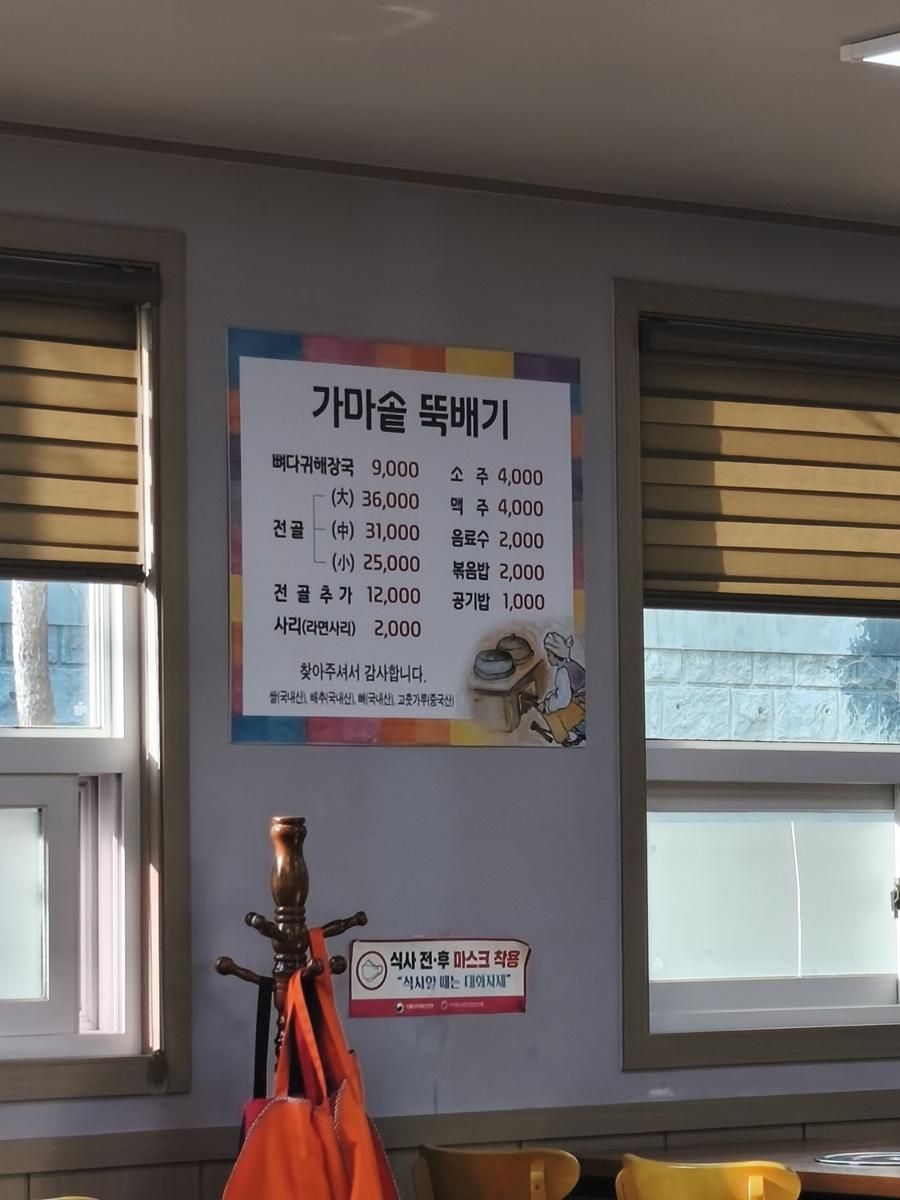 가마솥 뚝배기
뼈다귀해장국 9,000
전골 (大) 36,000
(中) 31,000
(小) 25,000
전골추가 12,000
사리(라면사리) 2,000
소주 4,000
맥주 4,000
음료수 2,000
볶음밥 2,000
공기밥 1,000
찾아주셔서 감사합니다.
쌀(국내산), 배추(국내산), 뼈(국내산), 고춧가루(중국산)
식사 전·후 마스크 착용
"식사할 때는 대화자제"